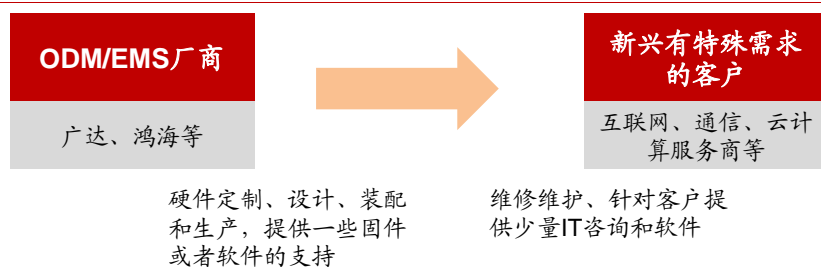 ODM/EMS厂商
广达、鸿海等
新兴有特殊需求
的客户
互联网、通信、云计
算服务商等
硬件定制、设计、装配
和生产，提供一些固件
或者软件的支持
维修维护、针对客户提
供少量IT咨询和软件